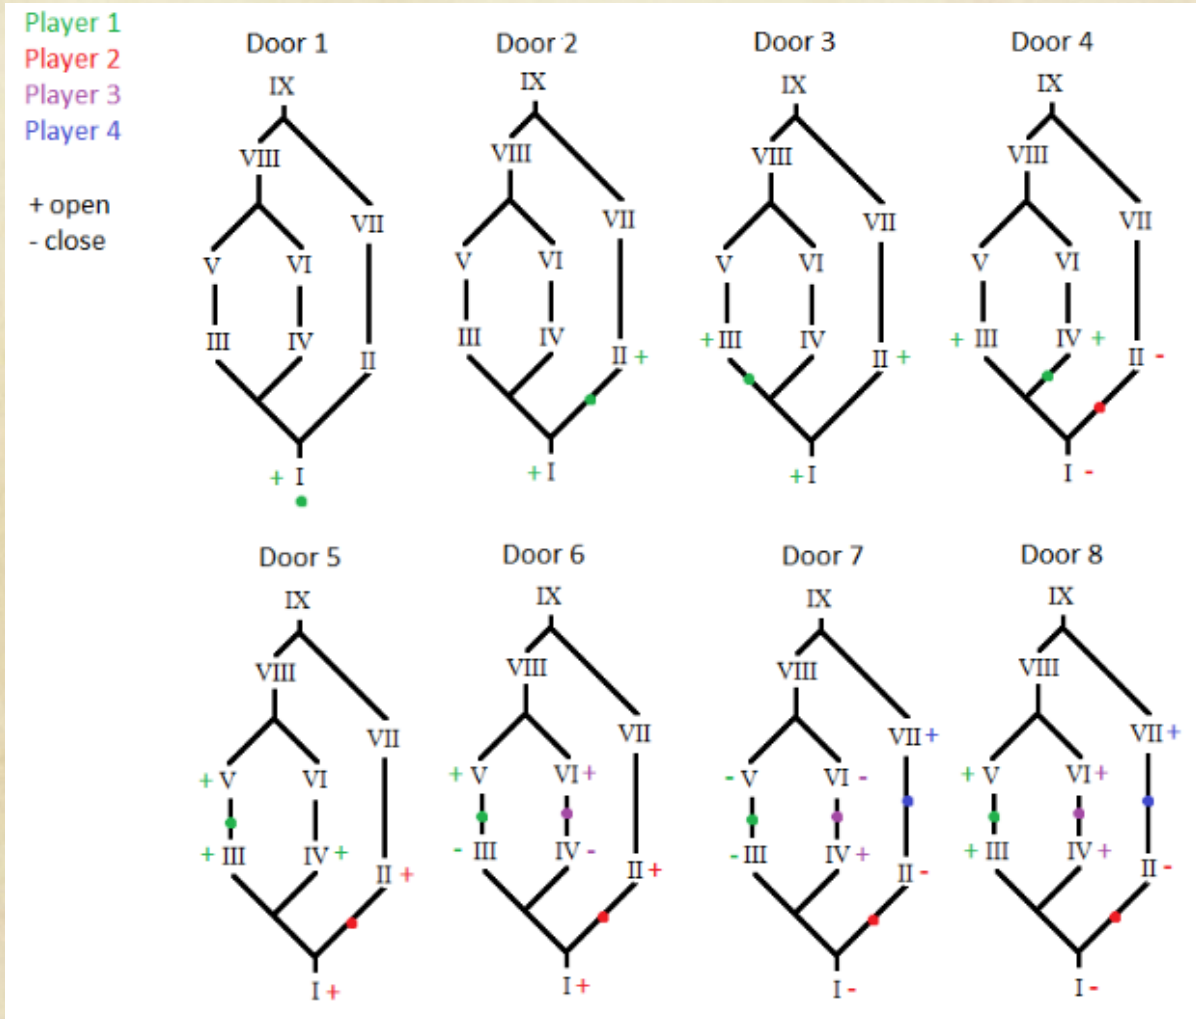 Player 1
Player 2
Player 3
Player 4
+ open
- close
Door 1
Door 2
Door 3
Door 4
IX
IX
IX
IX
VIII
VIII
VIII
VIII
VII
VII
VII
VII
V
VI
V
VI
V
VI
V
VI
III
IV
II
III
IV
II +
+ III
IV
II +
+ III
IV +
II -
+ I
+ I
+ I
I -
Door 5
Door 6
Door 7
Door 8
IX
IX
IX
IX
VIII
VIII
VIII
VIII
VII
VII
VII +
VII +
+ V
VI
+ V
VI +
- V
VI -
+ V
VI +
+ III
IV +
II +
- III
IV -
II +
- III
IV +
II -
+ III
IV +
II -
I +
I +
I -
I -